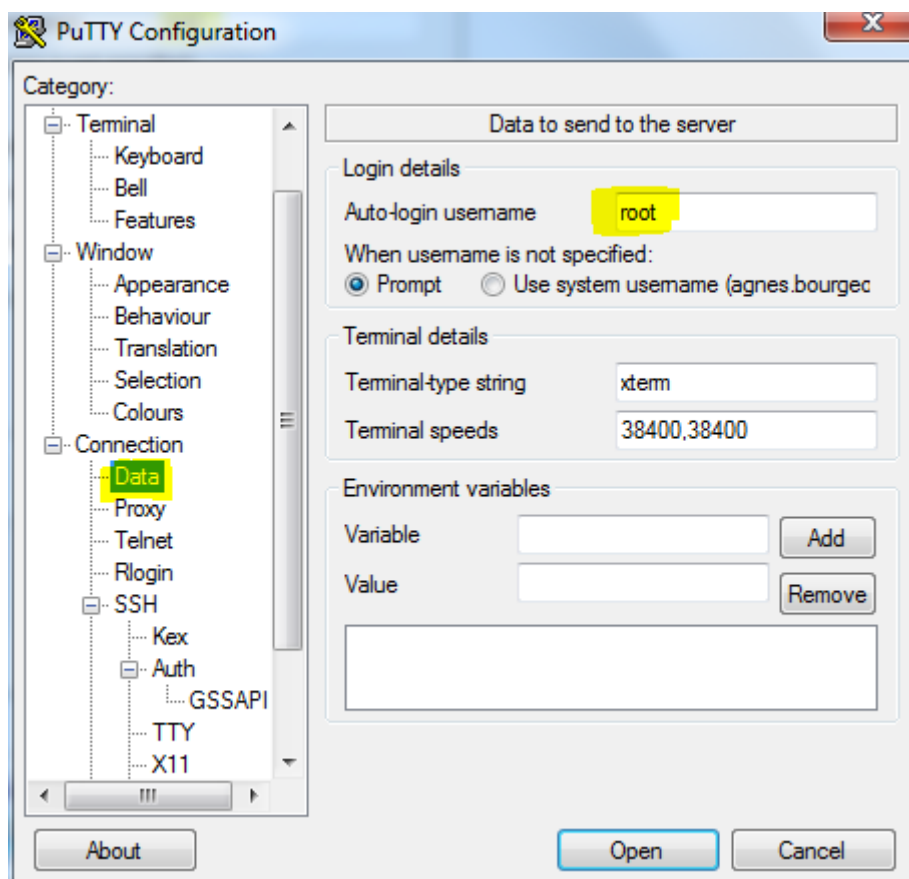 PuTTY Configuration
Category:
Terminal
Keyboard
Bell
Features
Window
Appearance
Behaviour
Translation
Selection
Colours
Connection
Data
Proxy
Telnet
Rlogin
SSH
Kex
Auth
GSSAPI
TTY
X11
Data to send to the server
Login details
Auto-login username root
When username is not specified:
Prompt Use system username (agnes.bourgec
Terminal details
Terminal-type string xterm
Terminal speeds 38400,38400
Environment variables
Variable Add
Value Remove
About Open Cancel